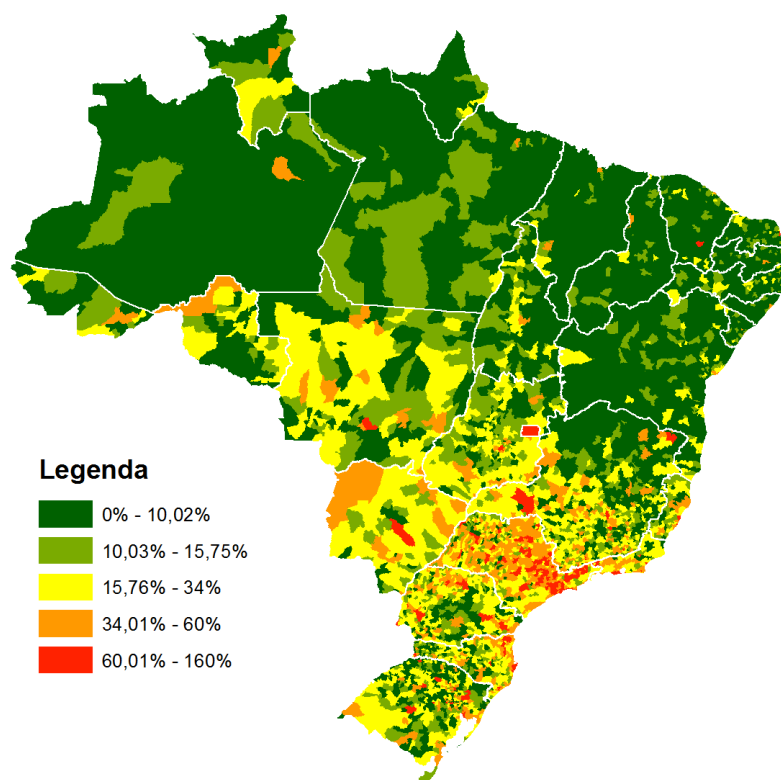 Legenda
0% - 10,02%
10,03% - 15,75%
15,76% - 34%
34,01% - 60%
60,01% - 160%